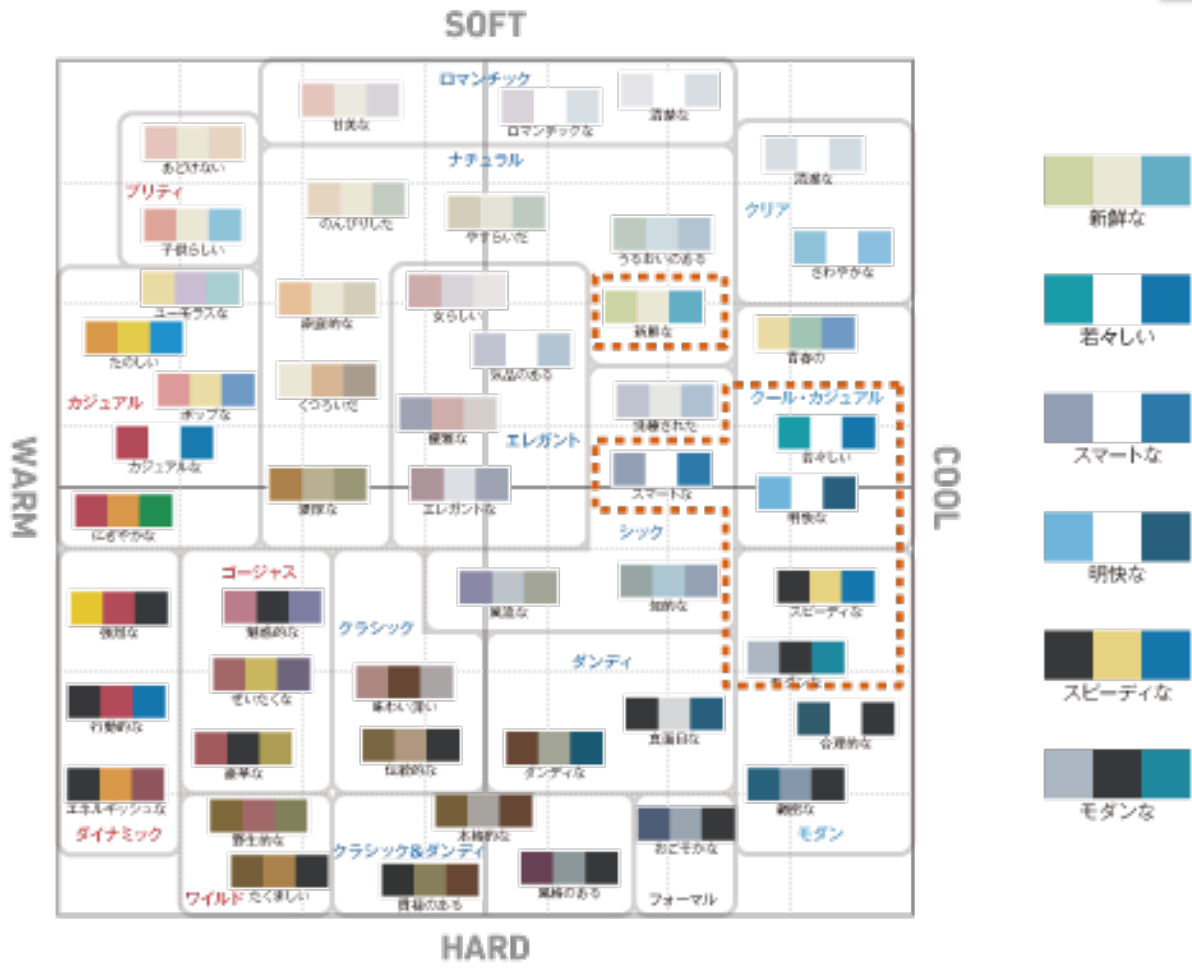 SOFT
ロマンチック
甘美な
ロマンチックな
清楚な
あどけない
プリティ
子供らしい
ナチュラル
のんびりした
やすらいだ
うるおいのある
新鮮な
清潔な
クリア
さわやかな
ユーモラスな
たのしい
カジュアル
ポップな
カジュアルな
にぎやかな
家庭的な
くつろいだ
濃厚な
女らしい
気品のある
優雅な
エレガント
エレガントな
洗練された
スマートな
シック
青春の
クール・カジュアル
若々しい
明快な
WARM
COOL
強烈な
行動的な
エネルギッシュな
ダイナミック
ゴージャス
魅惑的な
ぜいたくな
豪華な
クラシック
味わい深い
伝統的な
風流な
知的な
ダンディ
真面目な
ダンディな
スピーディな
モダンな
合理的な
モダン
野生的な
ワイルド
たくましい
本格的な
クラシック&ダンディ
風格のある
おごそかな
フォーマル
HARD
新鮮な
若々しい
スマートな
明快な
スピーディな
モダンな